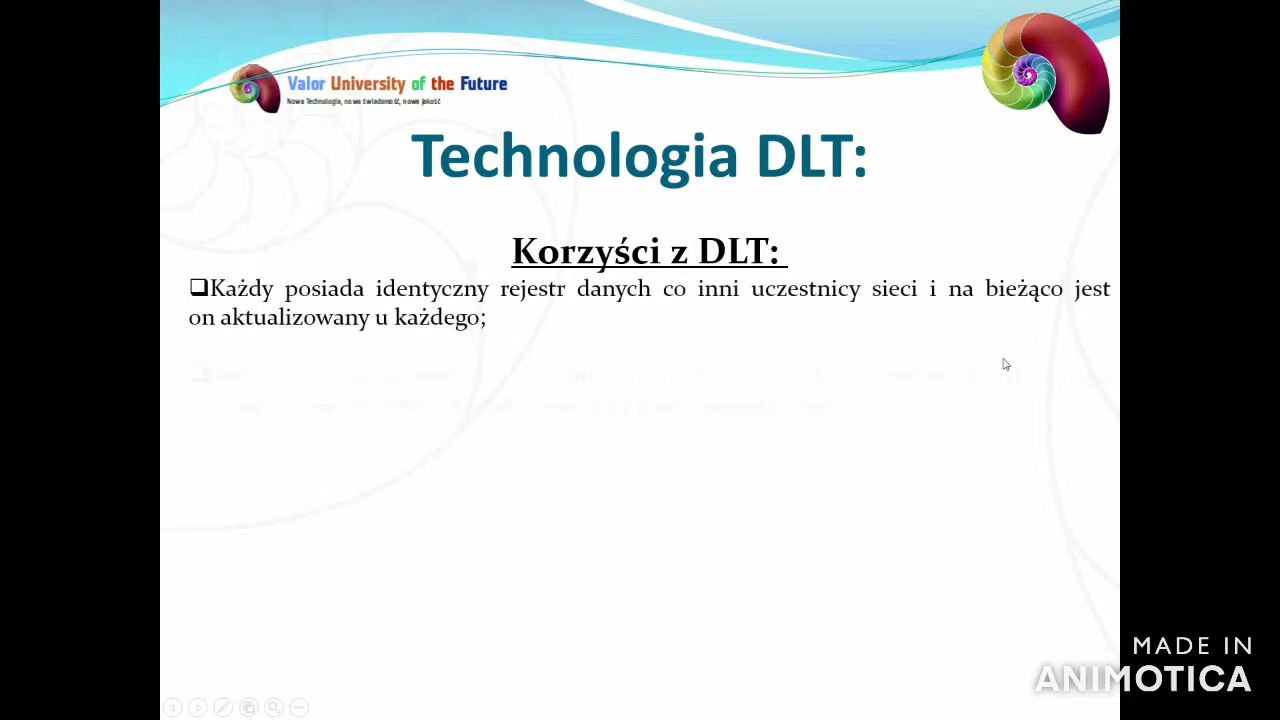 Valor University of the Future
Nowa Technologia, nowa świadomość, nowa jakość
Technologia DLT:
Korzyści z DLT:
❑Każdy posiada identyczny rejestr danych co inni uczestnicy sieci i na bieżąco jest
on aktualizowany u każdego;
MADE IN
ANIMOTICA